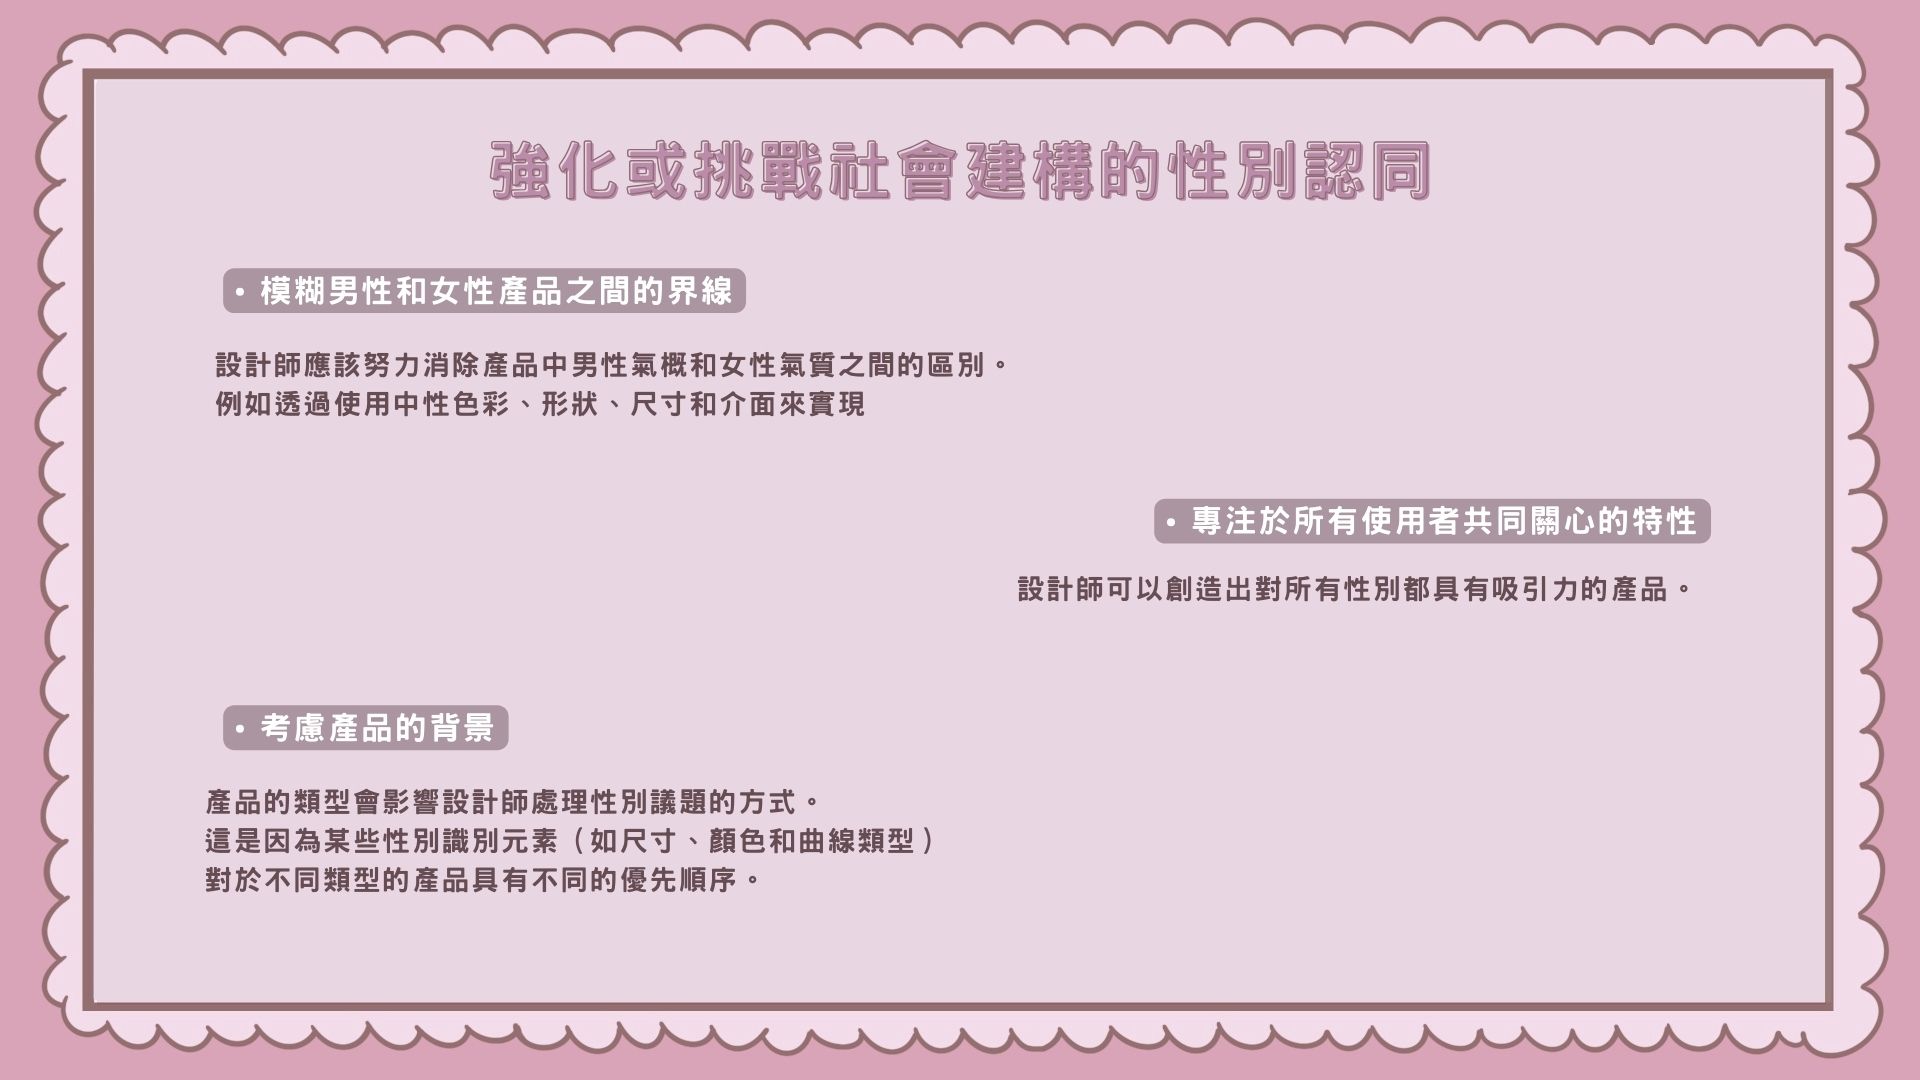 強化或挑戰社會建構的性別認同
• 模糊男性和女性產品之間的界線
設計師應該努力消除產品中男性氣概和女性氣質之間的區別。
例如透過使用中性色彩、形狀、尺寸和介面來實現
• 專注於所有使用者共同關心的特性
設計師可以創造出對所有性別都具有吸引力的產品。
• 考慮產品的背景
產品的類型會影響設計師處理性別議題的方式。
這是因為某些性別識別元素（如尺寸、顏色和曲線類型）
對於不同類型的產品具有不同的優先順序。